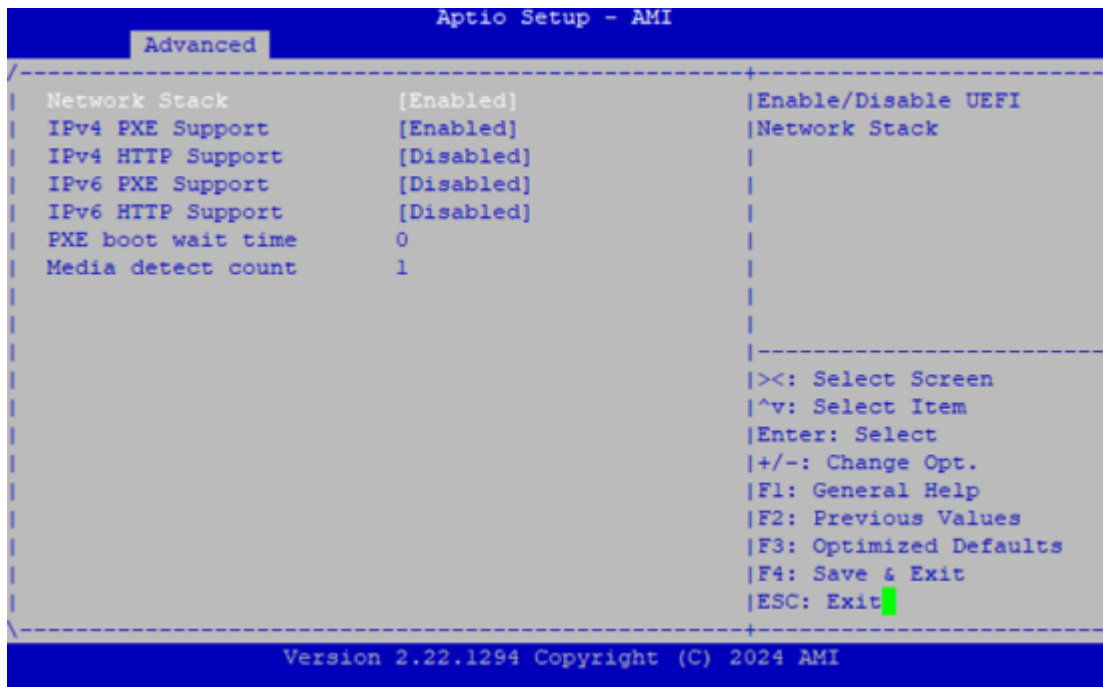 Aptio Setup - AMI
Advanced
Network Stack [Enabled]
IPv4 PXE Support [Enabled]
IPv4 HTTP Support [Disabled]
IPv6 PXE Support [Disabled]
IPv6 HTTP Support [Disabled]
PXE boot wait time 0
Media detect count 1
Enable/Disable UEFI
Network Stack
><: Select Screen
^v: Select Item
Enter: Select
+/-: Change Opt.
F1: General Help
F2: Previous Values
F3: Optimized Defaults
F4: Save & Exit
ESC: Exit
Version 2.22.1294 Copyright (C) 2024 AMI